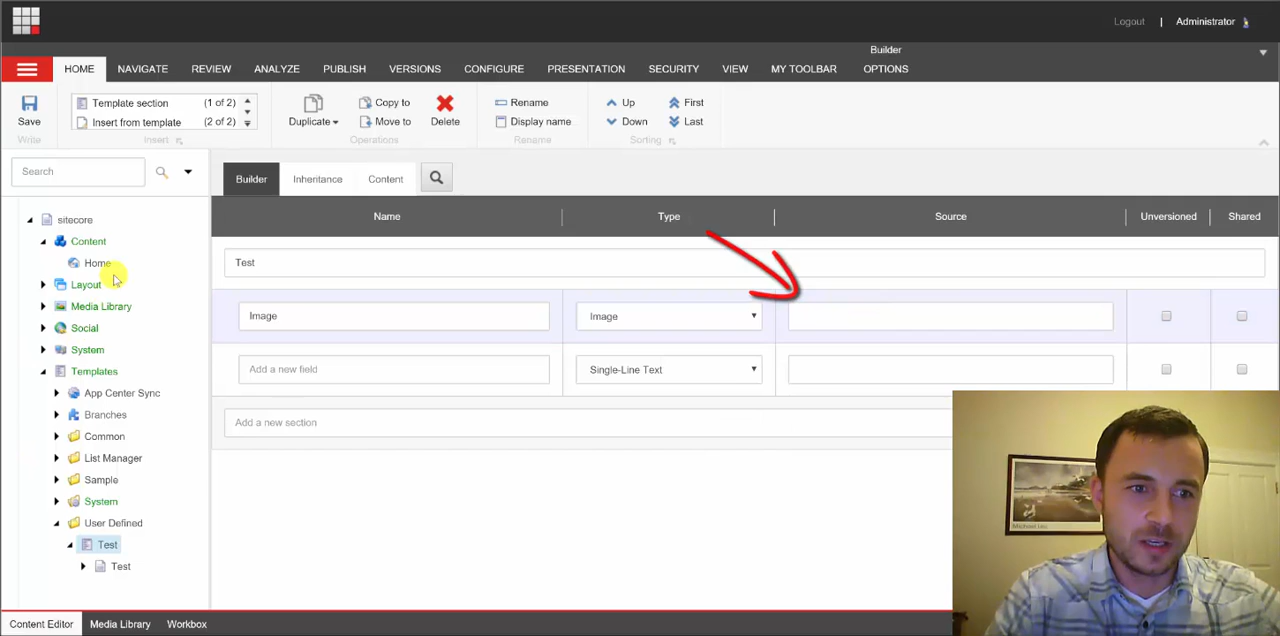 Logout | Administrator
Builder
HOME NAVIGATE REVIEW ANALYZE PUBLISH VERSIONS CONFIGURE PRESENTATION SECURITY VIEW MY TOOLBAR OPTIONS
Template section (1 of 2) Copy to Rename Up First
Save Insert from template (2 of 2) Duplicate Move to Delete Display name Down Last
Write Insert Operations Rename Sorting
Search
Builder Inheritance Content
Name Type Source Unversioned Shared
sitecore
Content
Home
Layout
Media Library
Social
System
Templates
App Center Sync
Branches
Common
List Manager
Sample
System
User Defined
Test
Test
Test
Image Image
Add a new field Single-Line Text
Add a new section
Content Editor Media Library Workbox